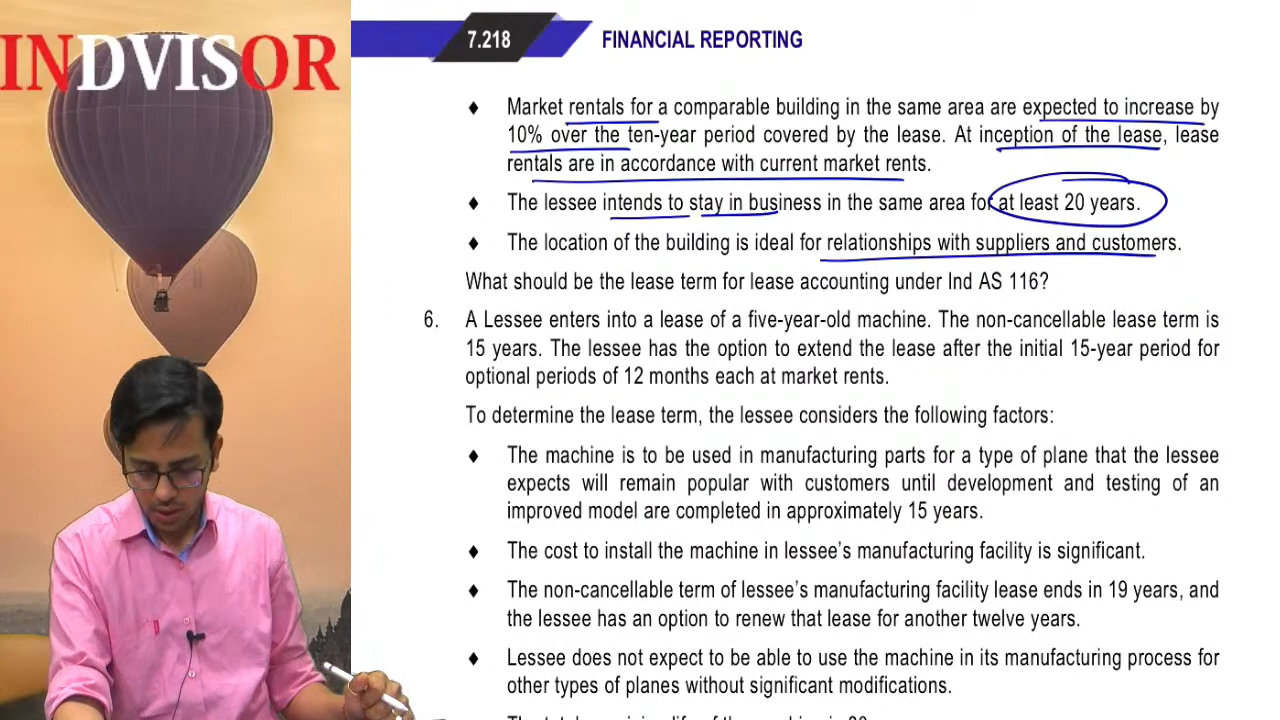 INDVISOR
7.218 FINANCIAL REPORTING
♦ Market rentals for a comparable building in the same area are expected to increase by
10% over the ten-year period covered by the lease. At inception of the lease, lease
rentals are in accordance with current market rents.
♦ The lessee intends to stay in business in the same area for at least 20 years.
♦ The location of the building is ideal for relationships with suppliers and customers.
What should be the lease term for lease accounting under Ind AS 116?
6. A Lessee enters into a lease of a five-year-old machine. The non-cancellable lease term is
15 years. The lessee has the option to extend the lease after the initial 15-year period for
optional periods of 12 months each at market rents.
To determine the lease term, the lessee considers the following factors:
♦ The machine is to be used in manufacturing parts for a type of plane that the lessee
expects will remain popular with customers until development and testing of an
improved model are completed in approximately 15 years.
♦ The cost to install the machine in lessee's manufacturing facility is significant.
♦ The non-cancellable term of lessee's manufacturing facility lease ends in 19 years, and
the lessee has an option to renew that lease for another twelve years.
♦ Lessee does not expect to be able to use the machine in its manufacturing process for
other types of planes without significant modifications.